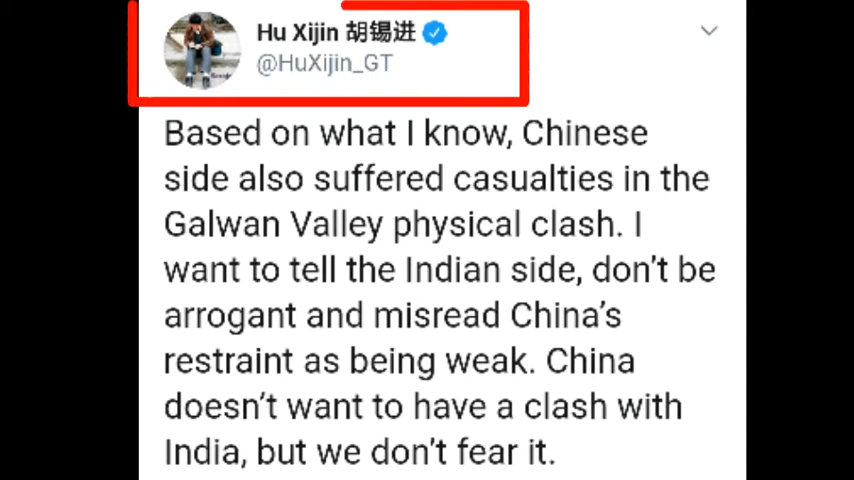 Hu Xijin 胡锡进
@HuXijin_GT
Based on what I know, Chinese
side also suffered casualties in the
Galwan Valley physical clash. I
want to tell the Indian side, don't be
arrogant and misread China's
restraint as being weak. China
doesn't want to have a clash with
India, but we don't fear it.